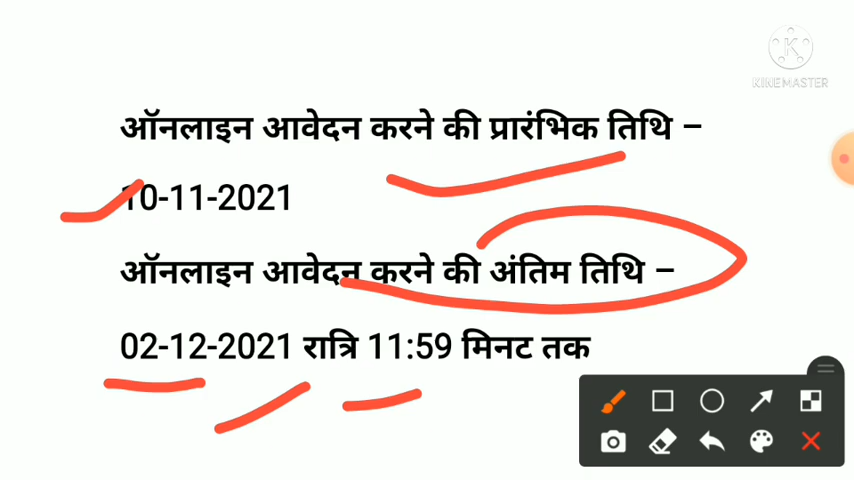 KINEMASTER
ऑनलाइन आवेदन करने की प्रारंभिक तिथि –
10-11-2021
ऑनलाइन आवेदन करने की अंतिम तिथि –
02-12-2021 रात्रि 11:59 मिनट तक